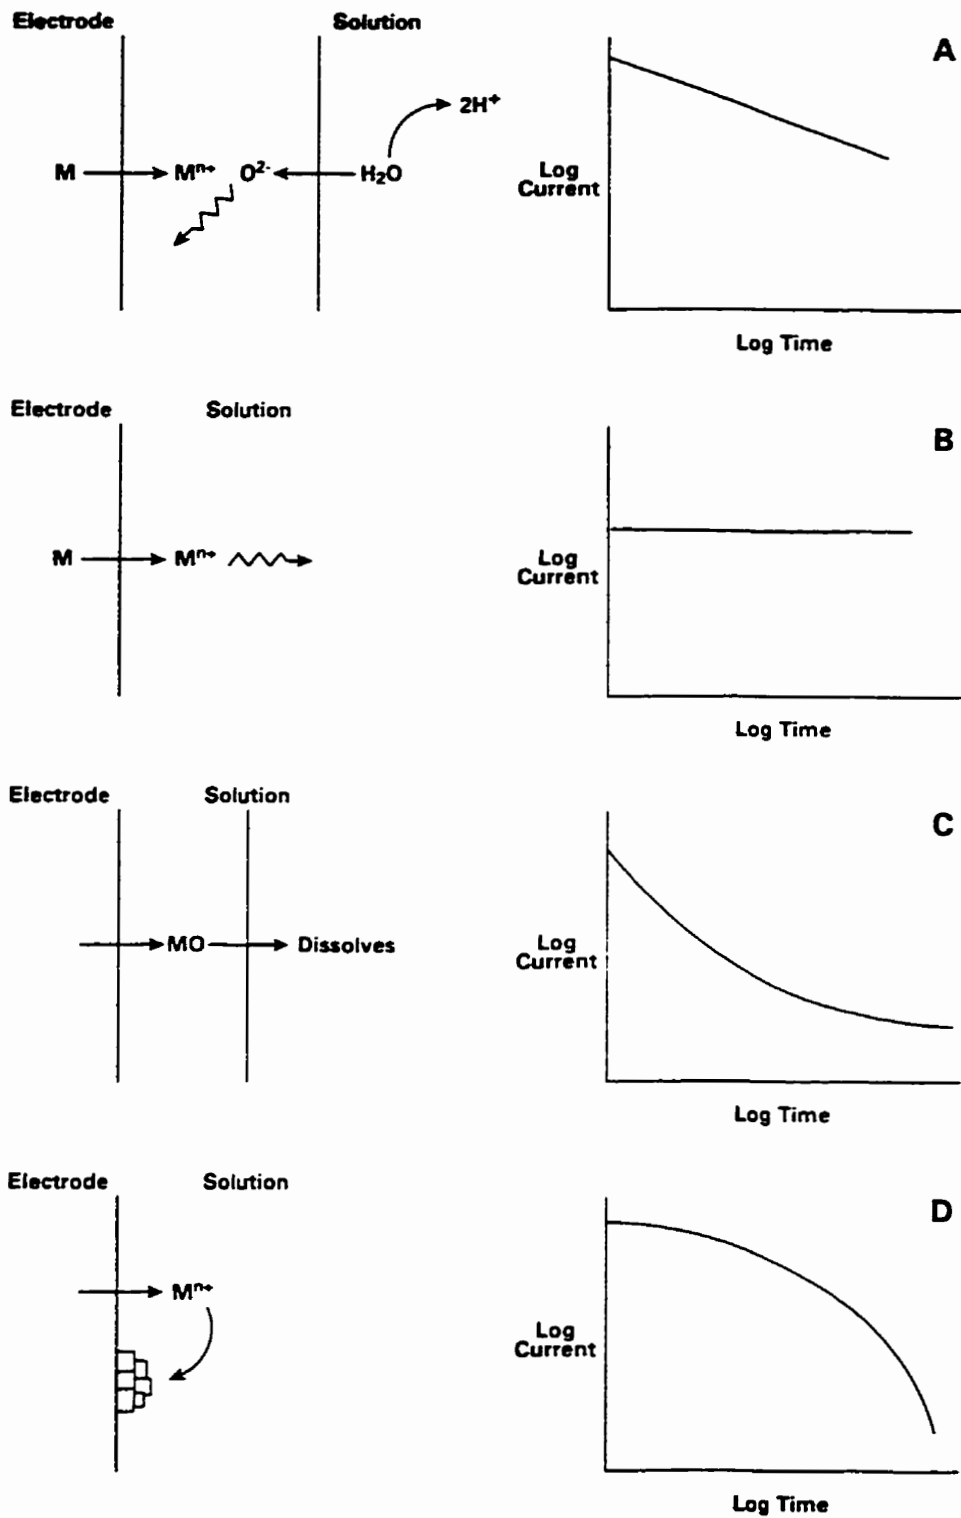 Electrode Solution
A
2H⁺
M Mⁿ⁺ O²⁻ H₂O
Log
Current
Log Time
Electrode Solution
B
M Mⁿ⁺
Log
Current
Log Time
Electrode Solution
C
MO Dissolves
Log
Current
Log Time
Electrode Solution
D
Mⁿ⁺
Log
Current
Log Time